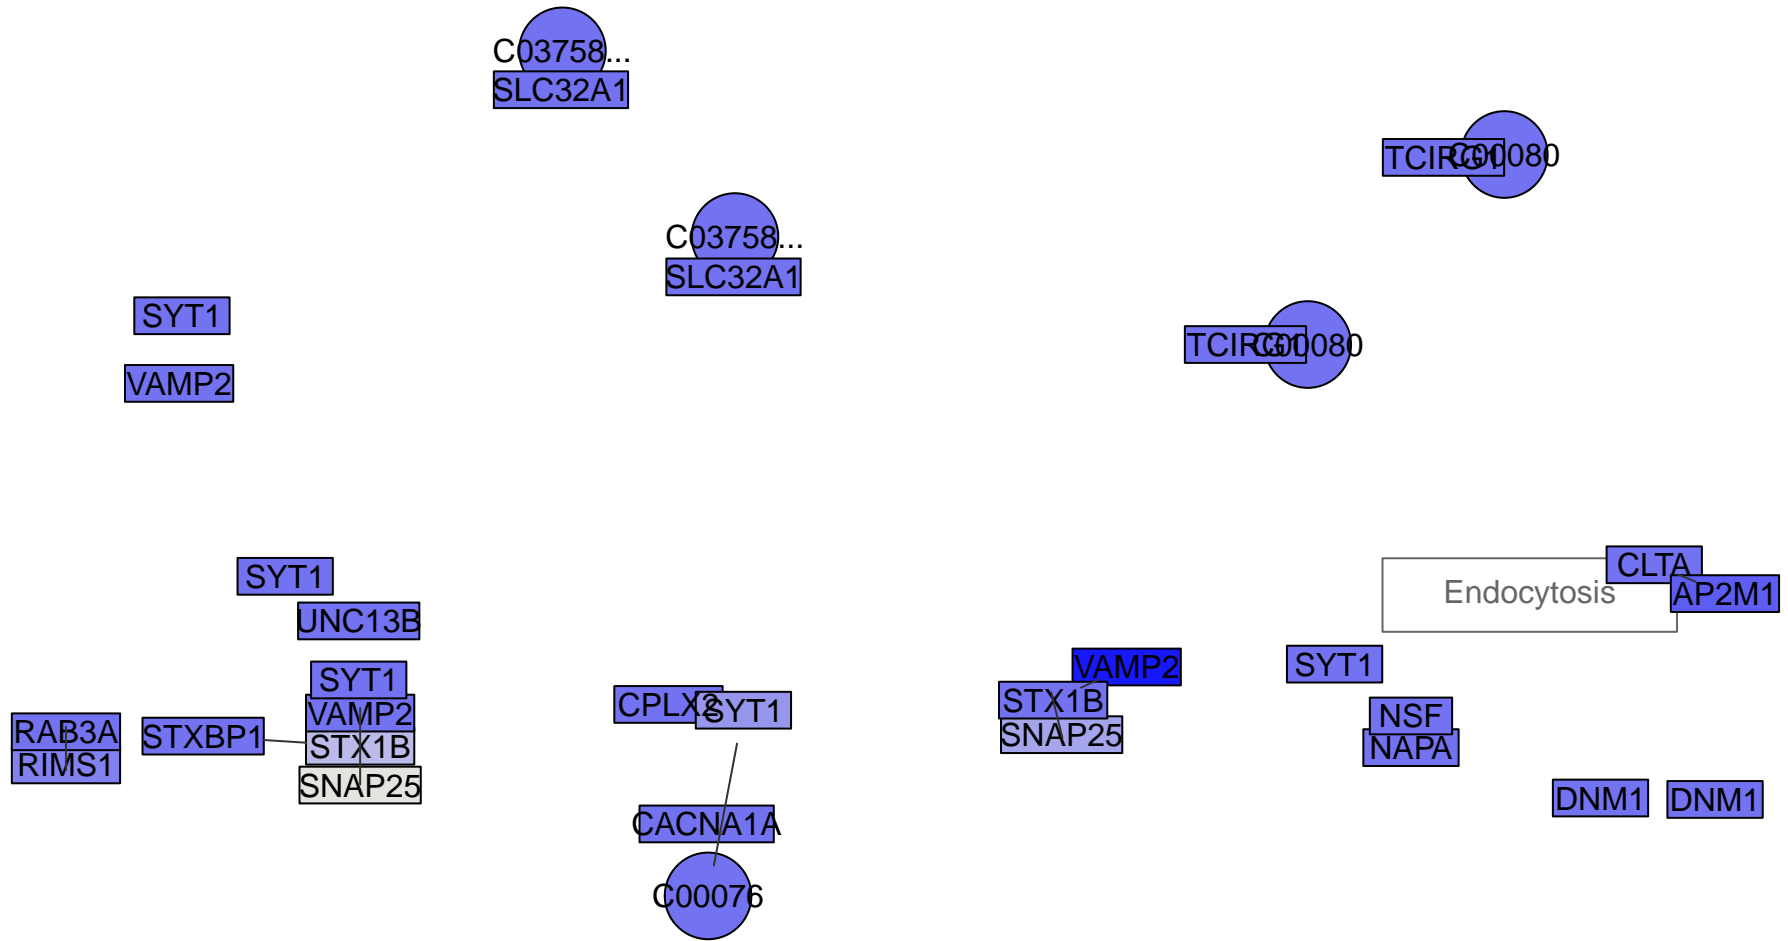 C03758...
SLC32A1
TCIRG1
C00080
C03758...
SLC32A1
SYT1
TCIRG1
C00080
VAMP2
SYT1
UNC13B
CLTA
Endocytosis
AP2M1
SYT1
VAMP2
STX1B
SNAP25
RAB3A
RIMS1
STXBP1
CPLX2
SYT1
VAMP2
STX1B
SNAP25
SYT1
NSF
NAPA
DNM1
DNM1
CACNA1A
C00076